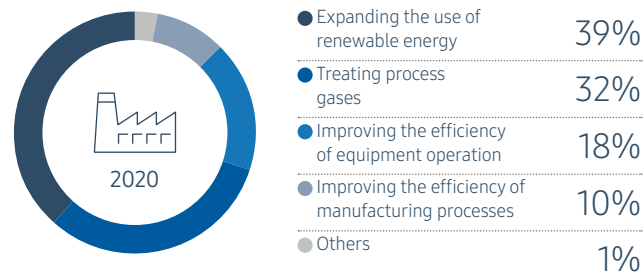 2020
Expanding the use of
renewable energy
39%
Treating process
gases
32%
Improving the efficiency
of equipment operation
18%
Improving the efficiency of
manufacturing processes
10%
Others
1%